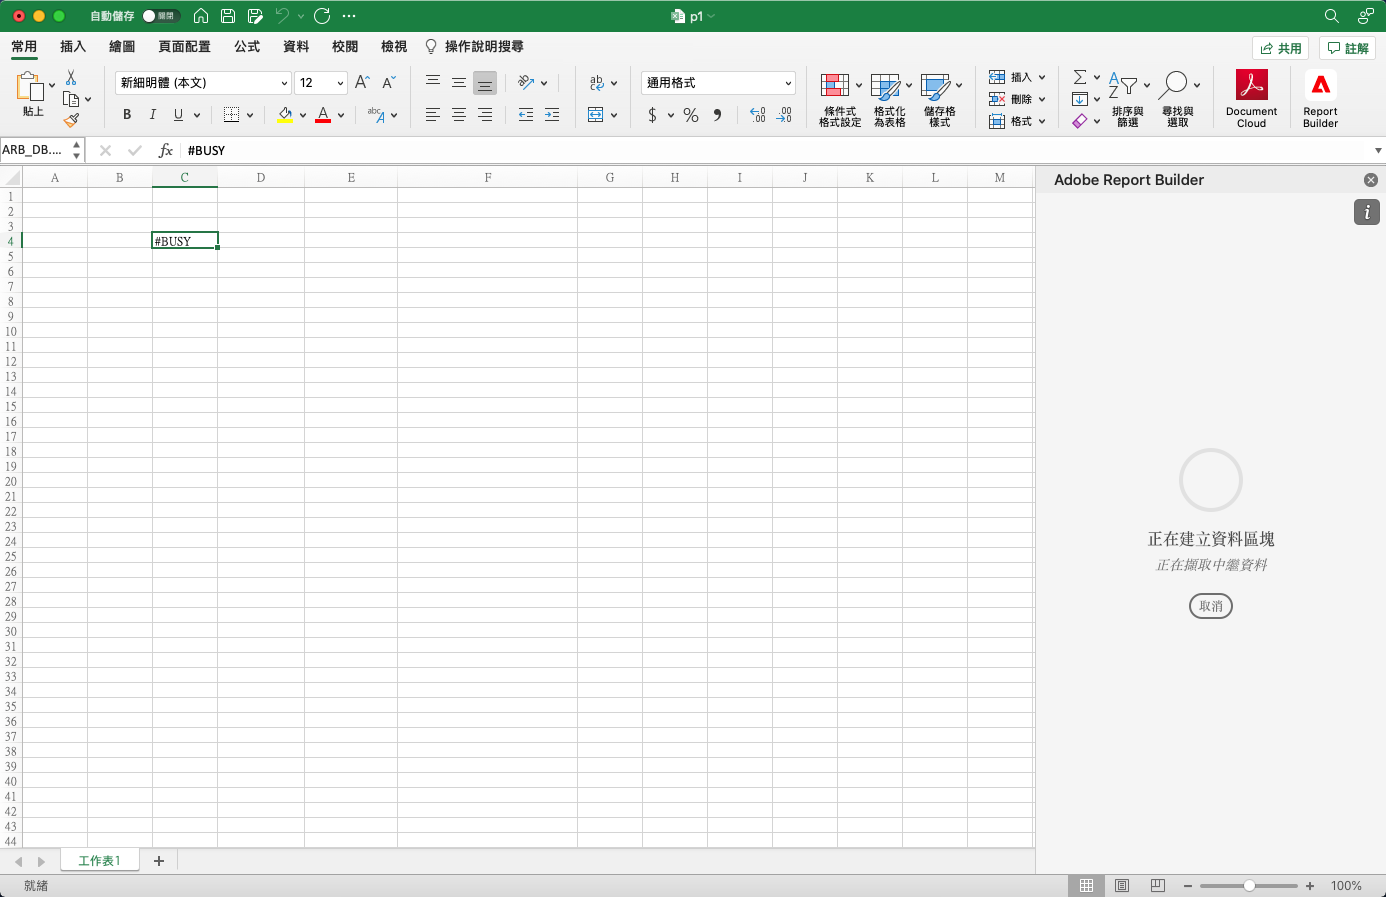 自動儲存 關閉 p1
常用 插入 繪圖 頁面配置 公式 資料 校閱 檢視 操作說明搜尋 共用 註解
貼上
新細明體 (本文) 12
B I U
通用格式
$ %
條件式
格式設定
格式化
為表格
儲存格
樣式
插入
刪除
格式
排序與
篩選
尋找與
選取
Document
Cloud
Report
Builder
ARB_DB.... fx #BUSY
A B C D E F G H I J K L M
1
2
3
4 #BUSY
5
6
7
8
9
10
11
12
13
14
15
16
17
18
19
20
21
22
23
24
25
26
27
28
29
30
31
32
33
34
35
36
37
38
39
40
41
42
43
44
Adobe Report Builder
正在建立資料區塊
正在擷取中繼資料
取消
工作表1
就緒 100%